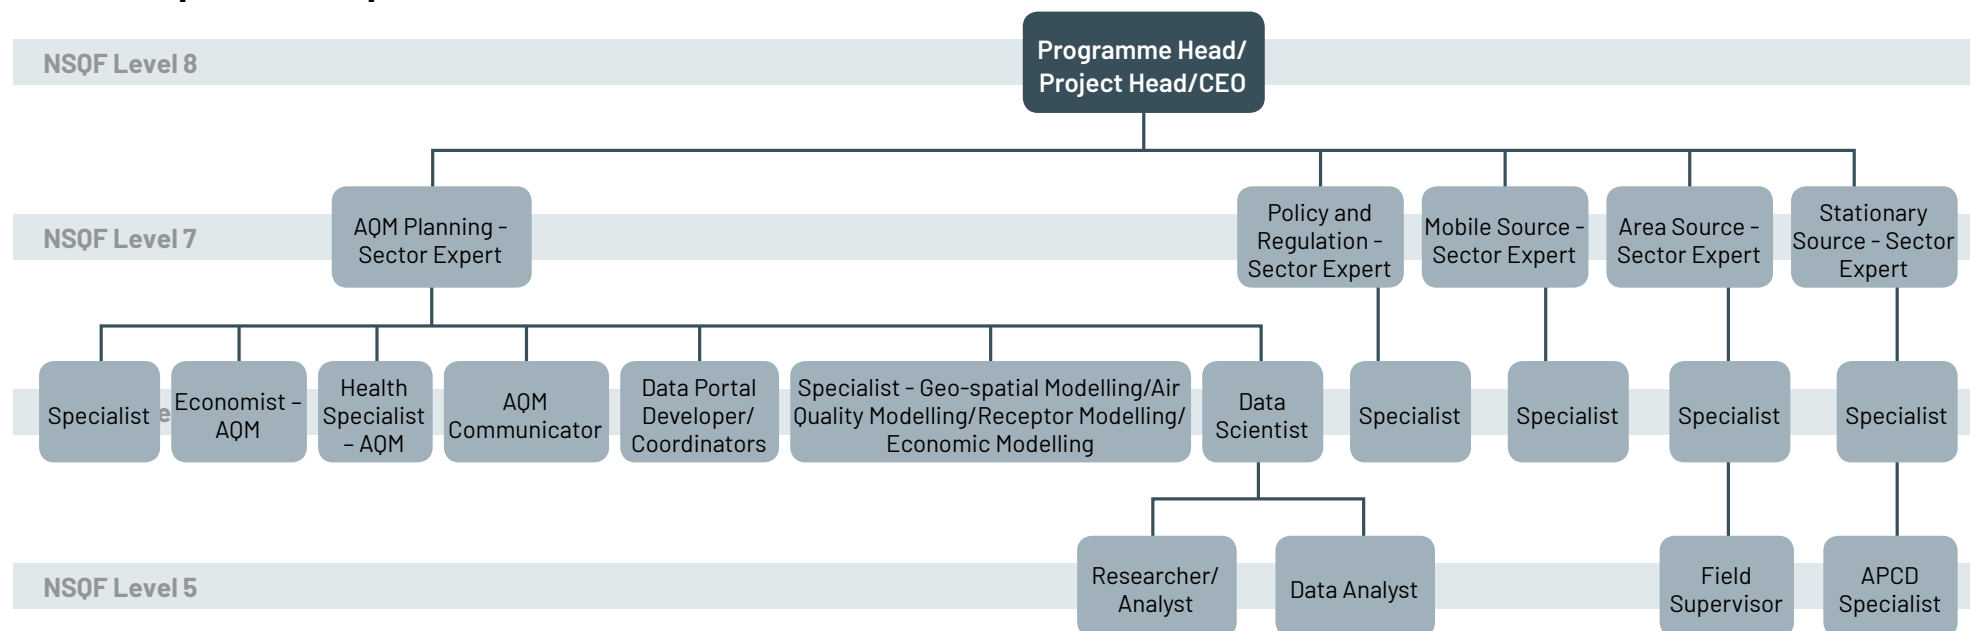 NSQF Level 8
Programme Head/
Project Head/CEO
NSQF Level 7
AQM Planning -
Sector Expert
Policy and
Regulation -
Sector Expert
Mobile Source -
Sector Expert
Area Source -
Sector Expert
Stationary
Source - Sector
Expert
Specialist
Economist –
AQM
Health
Specialist
– AQM
AQM
Communicator
Data Portal
Developer/
Coordinators
Specialist - Geo-spatial Modelling/Air
Quality Modelling/Receptor Modelling/
Economic Modelling
Data
Scientist
Specialist
Specialist
Specialist
Specialist
NSQF Level 5
Researcher/
Analyst
Data Analyst
Field
Supervisor
APCD
Specialist